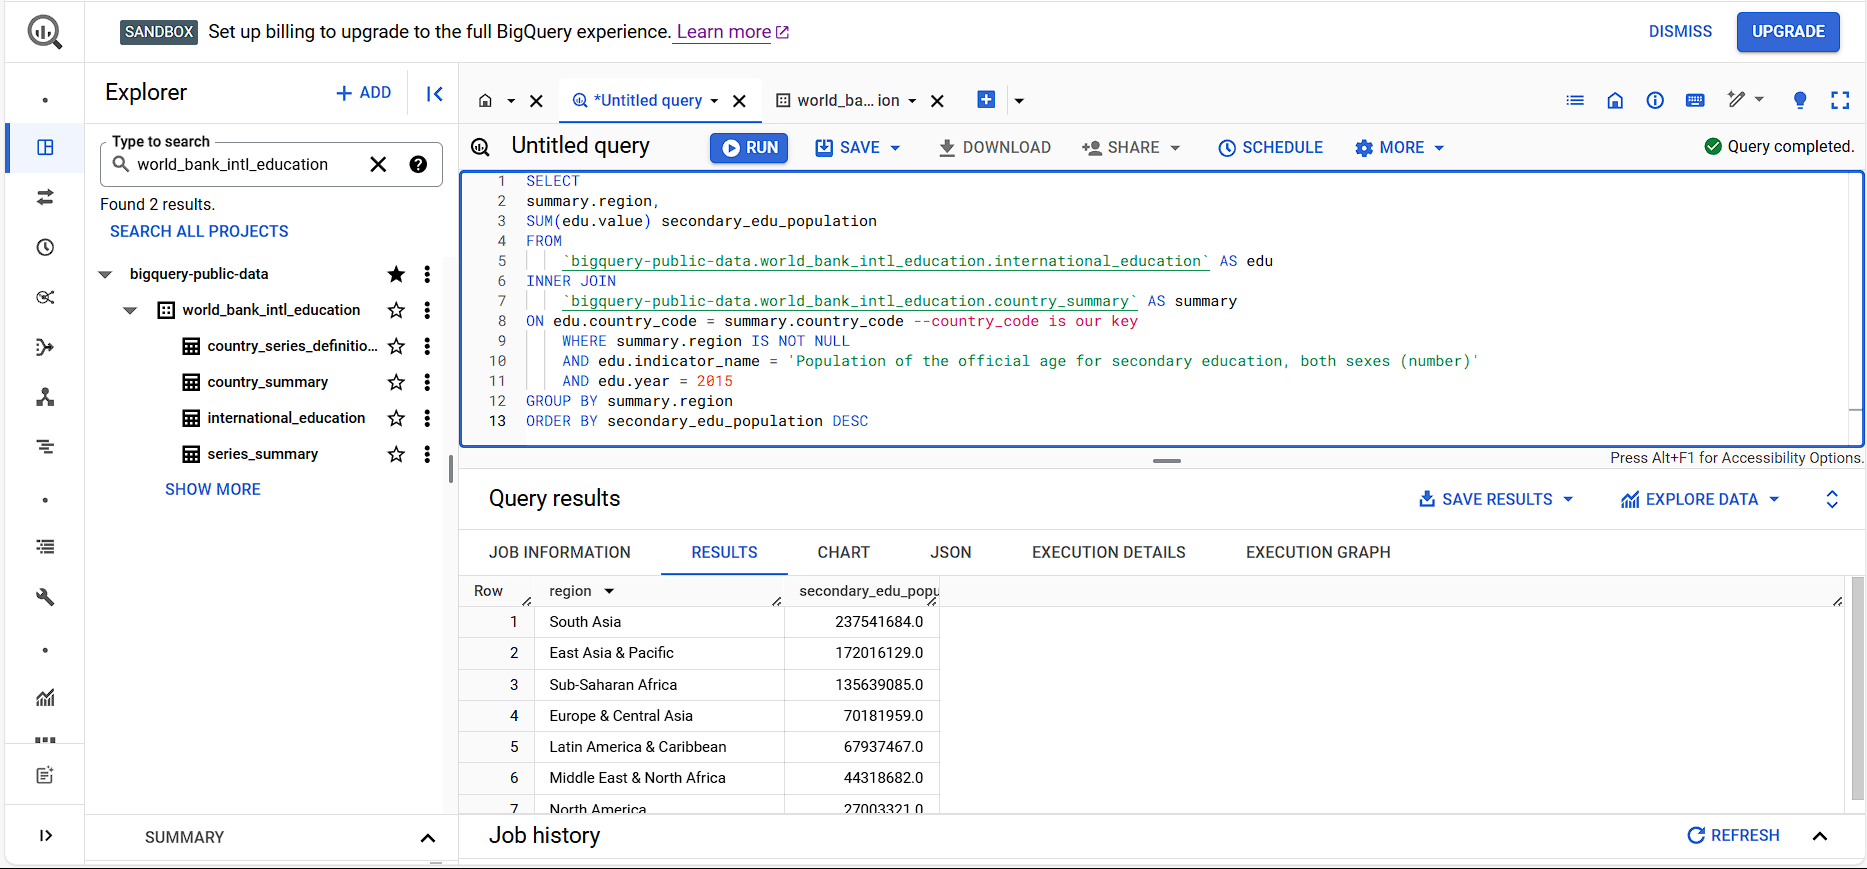 SANDBOX Set up billing to upgrade to the full BigQuery experience. Learn more
DISMISS
UPGRADE
Explorer
+ ADD
Type to search
world_bank_intl_education
Found 2 results.
SEARCH ALL PROJECTS
bigquery-public-data
world_bank_intl_education
country_series_definitio...
country_summary
international_education
series_summary
SHOW MORE
SUMMARY
*Untitled query
world_ba... ion
Untitled query
RUN
SAVE
DOWNLOAD
SHARE
SCHEDULE
MORE
Query completed.
1 SELECT
2 summary.region,
3 SUM(edu.value) secondary_edu_population
4 FROM
5 `bigquery-public-data.world_bank_intl_education.international_education` AS edu
6 INNER JOIN
7 `bigquery-public-data.world_bank_intl_education.country_summary` AS summary
8 ON edu.country_code = summary.country_code --country_code is our key
9 WHERE summary.region IS NOT NULL
10 AND edu.indicator_name = 'Population of the official age for secondary education, both sexes (number)'
11 AND edu.year = 2015
12 GROUP BY summary.region
13 ORDER BY secondary_edu_population DESC
Press Alt+F1 for Accessibility Options.
Query results
SAVE RESULTS
EXPLORE DATA
JOB INFORMATION
RESULTS
CHART
JSON
EXECUTION DETAILS
EXECUTION GRAPH
Row region secondary_edu_popu
1 South Asia 237541684.0
2 East Asia & Pacific 172016129.0
3 Sub-Saharan Africa 135639085.0
4 Europe & Central Asia 70181959.0
5 Latin America & Caribbean 67937467.0
6 Middle East & North Africa 44318682.0
7 North America 27003321.0
Job history
REFRESH